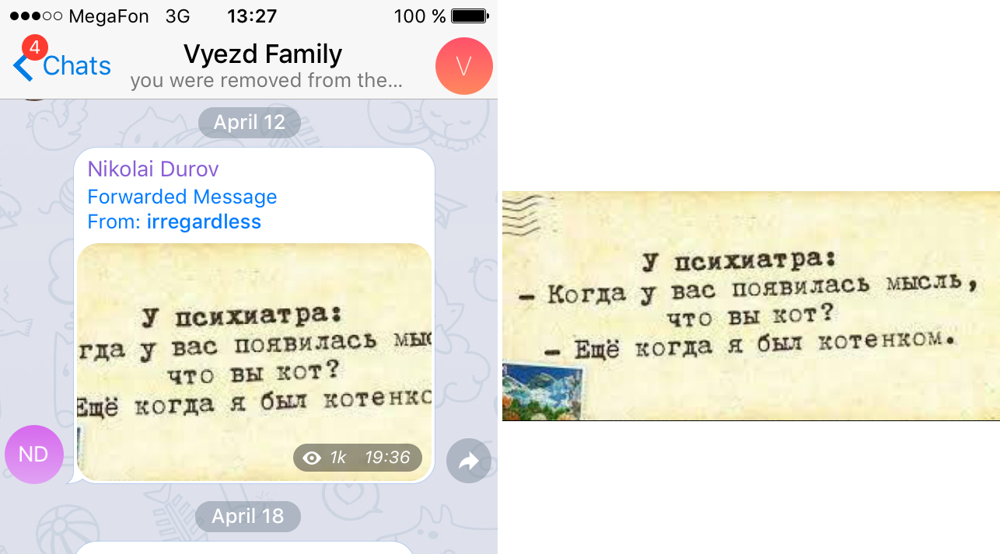 MegaFon 3G 13:27 100 %
4
Chats
Vyezd Family
you were removed from the...
V
April 12
Nikolai Durov
Forwarded Message
From: irregardless
У психиатра:
гда у вас появилась мыс
что вы кот?
Ещё когда я был котенко
1k 19:36
ND
April 18
У психиатра:
– Когда у вас появилась мысль,
что вы кот?
– Ещё когда я был котенком.